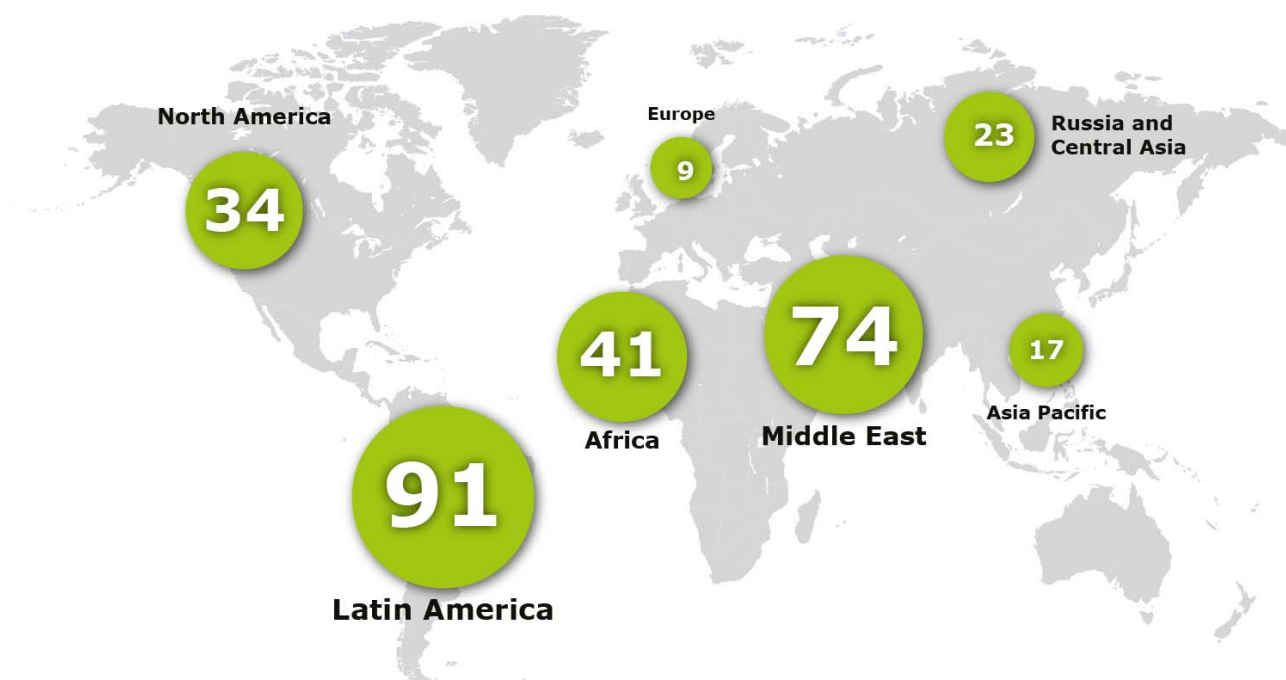 North America
34
Europe
9
23
Russia and
Central Asia
41
Africa
74
Middle East
17
Asia Pacific
91
Latin America